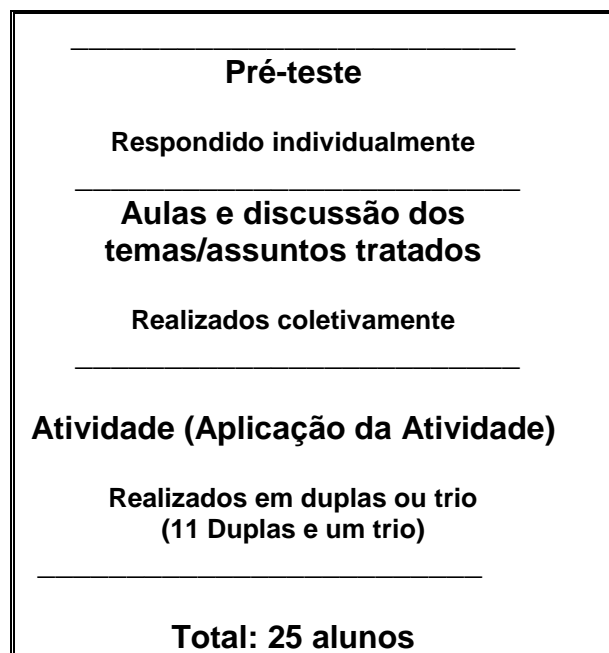 Pré-teste
Respondido individualmente
Aulas e discussão dos
temas/assuntos tratados
Realizados coletivamente
Atividade (Aplicação da Atividade)
Realizados em duplas ou trio
(11 Duplas e um trio)
Total: 25 alunos